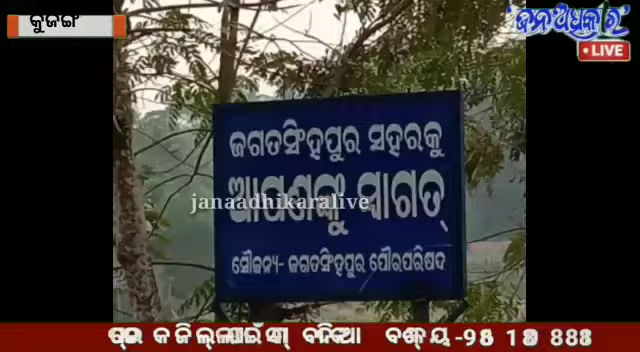 କୁଜଙ୍ଗ
'ଜନଅଧିକାର'
LIVE
ଜଗତସିଂହପୁର ସହରକୁ
ଆପଣଙ୍କୁ ସ୍ବାଗତ୍
janaadhikaralive
ସୌଜନ୍ୟ- ଜଗତସିଂହପୁର ପୌରପରିଷଦ